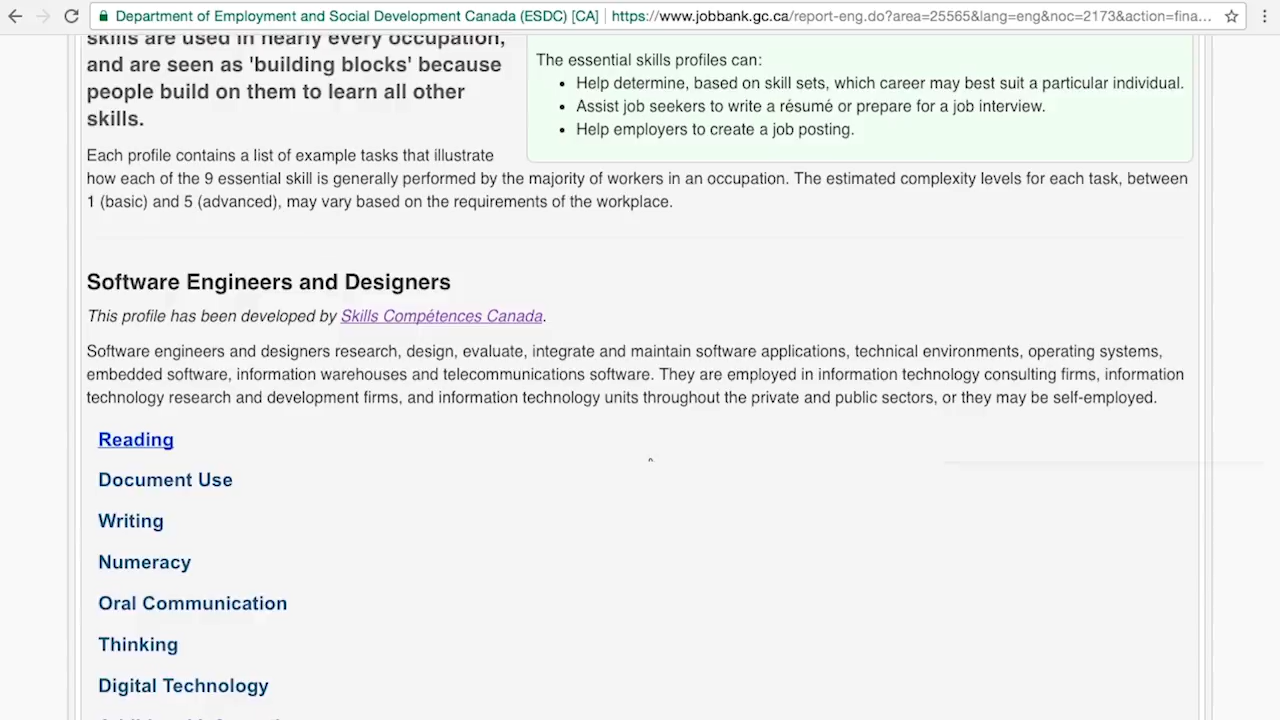 Department of Employment and Social Development Canada (ESDC) [CA] https://www.jobbank.gc.ca/report-eng.do?area=25565&lang=eng&noc=2173&action=fina...
skills are used in nearly every occupation,
and are seen as 'building blocks' because
people build on them to learn all other
skills.
The essential skills profiles can:
• Help determine, based on skill sets, which career may best suit a particular individual.
• Assist job seekers to write a résumé or prepare for a job interview.
• Help employers to create a job posting.
Each profile contains a list of example tasks that illustrate
how each of the 9 essential skill is generally performed by the majority of workers in an occupation. The estimated complexity levels for each task, between
1 (basic) and 5 (advanced), may vary based on the requirements of the workplace.
Software Engineers and Designers
This profile has been developed by Skills Compétences Canada.
Software engineers and designers research, design, evaluate, integrate and maintain software applications, technical environments, operating systems,
embedded software, information warehouses and telecommunications software. They are employed in information technology consulting firms, information
technology research and development firms, and information technology units throughout the private and public sectors, or they may be self-employed.
Reading
Document Use
Writing
Numeracy
Oral Communication
Thinking
Digital Technology